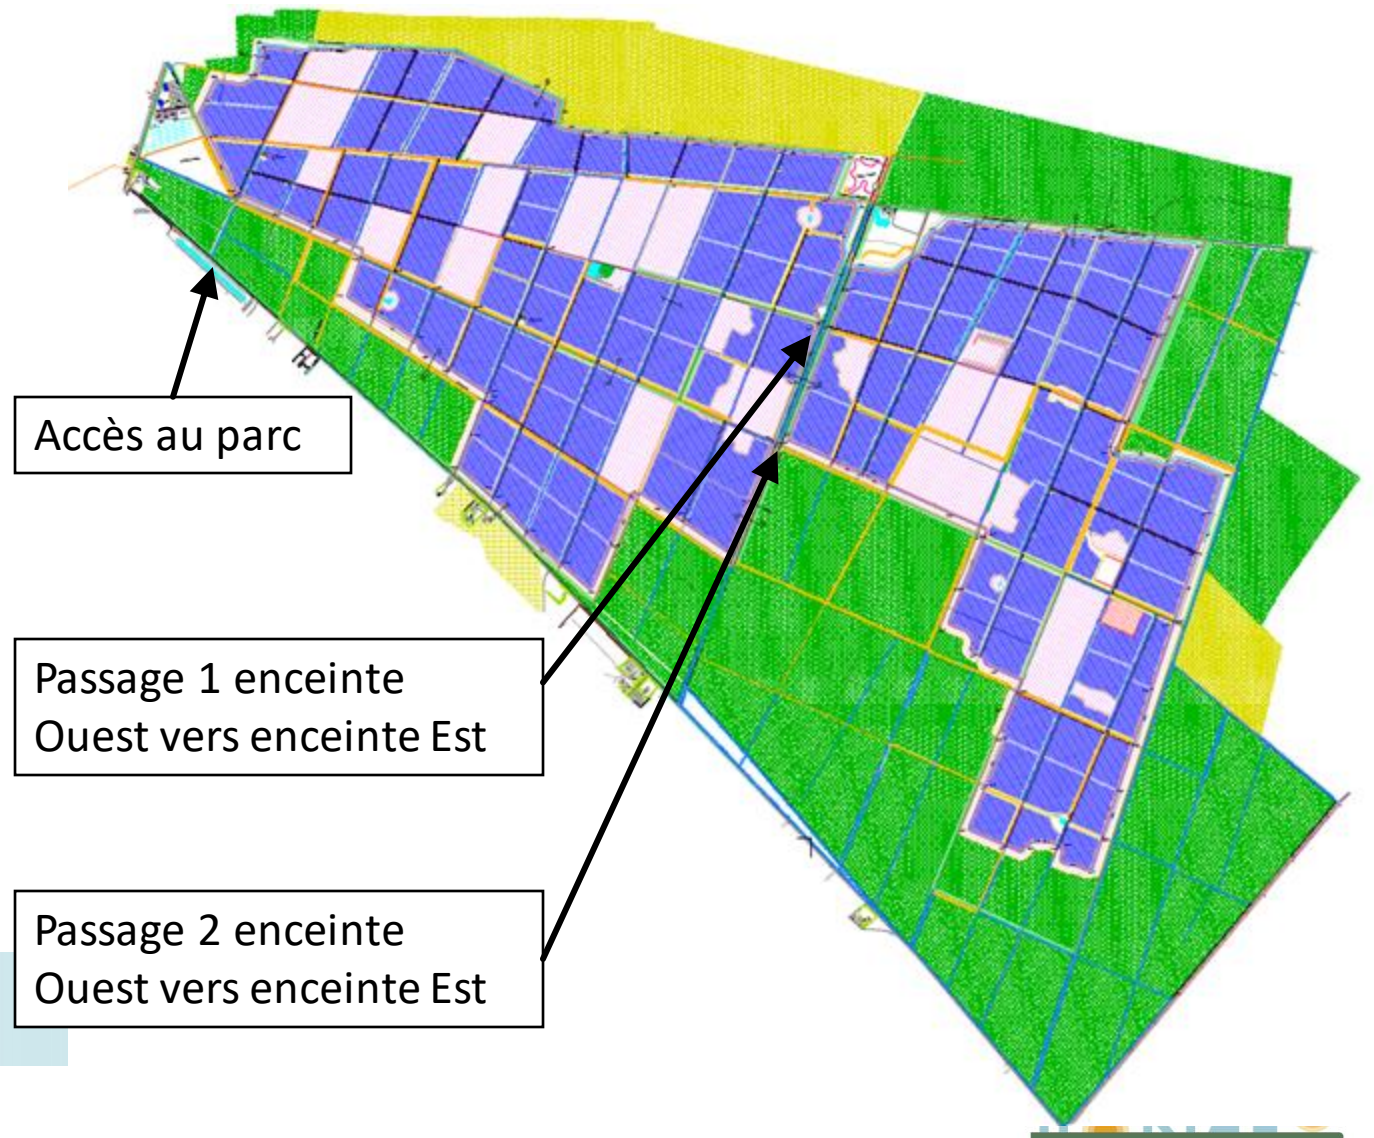 Accès au parc
Passage 1 enceinte
Ouest vers enceinte Est
Passage 2 enceinte
Ouest vers enceinte Est